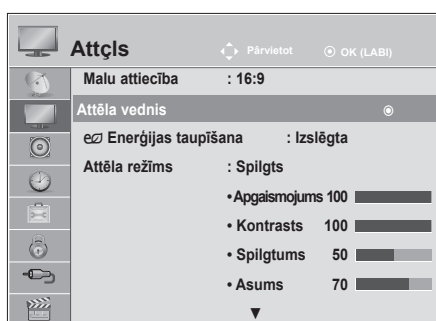 Attçls Pārvietot OK (LABI)
Malu attiecība : 16:9
Attēla vednis
Enerģijas taupīšana : Izslēgta
Attēla režīms : Spilgts
•Apgaismojums 100
• Kontrasts 100
• Spilgtums 50
• Asums 70